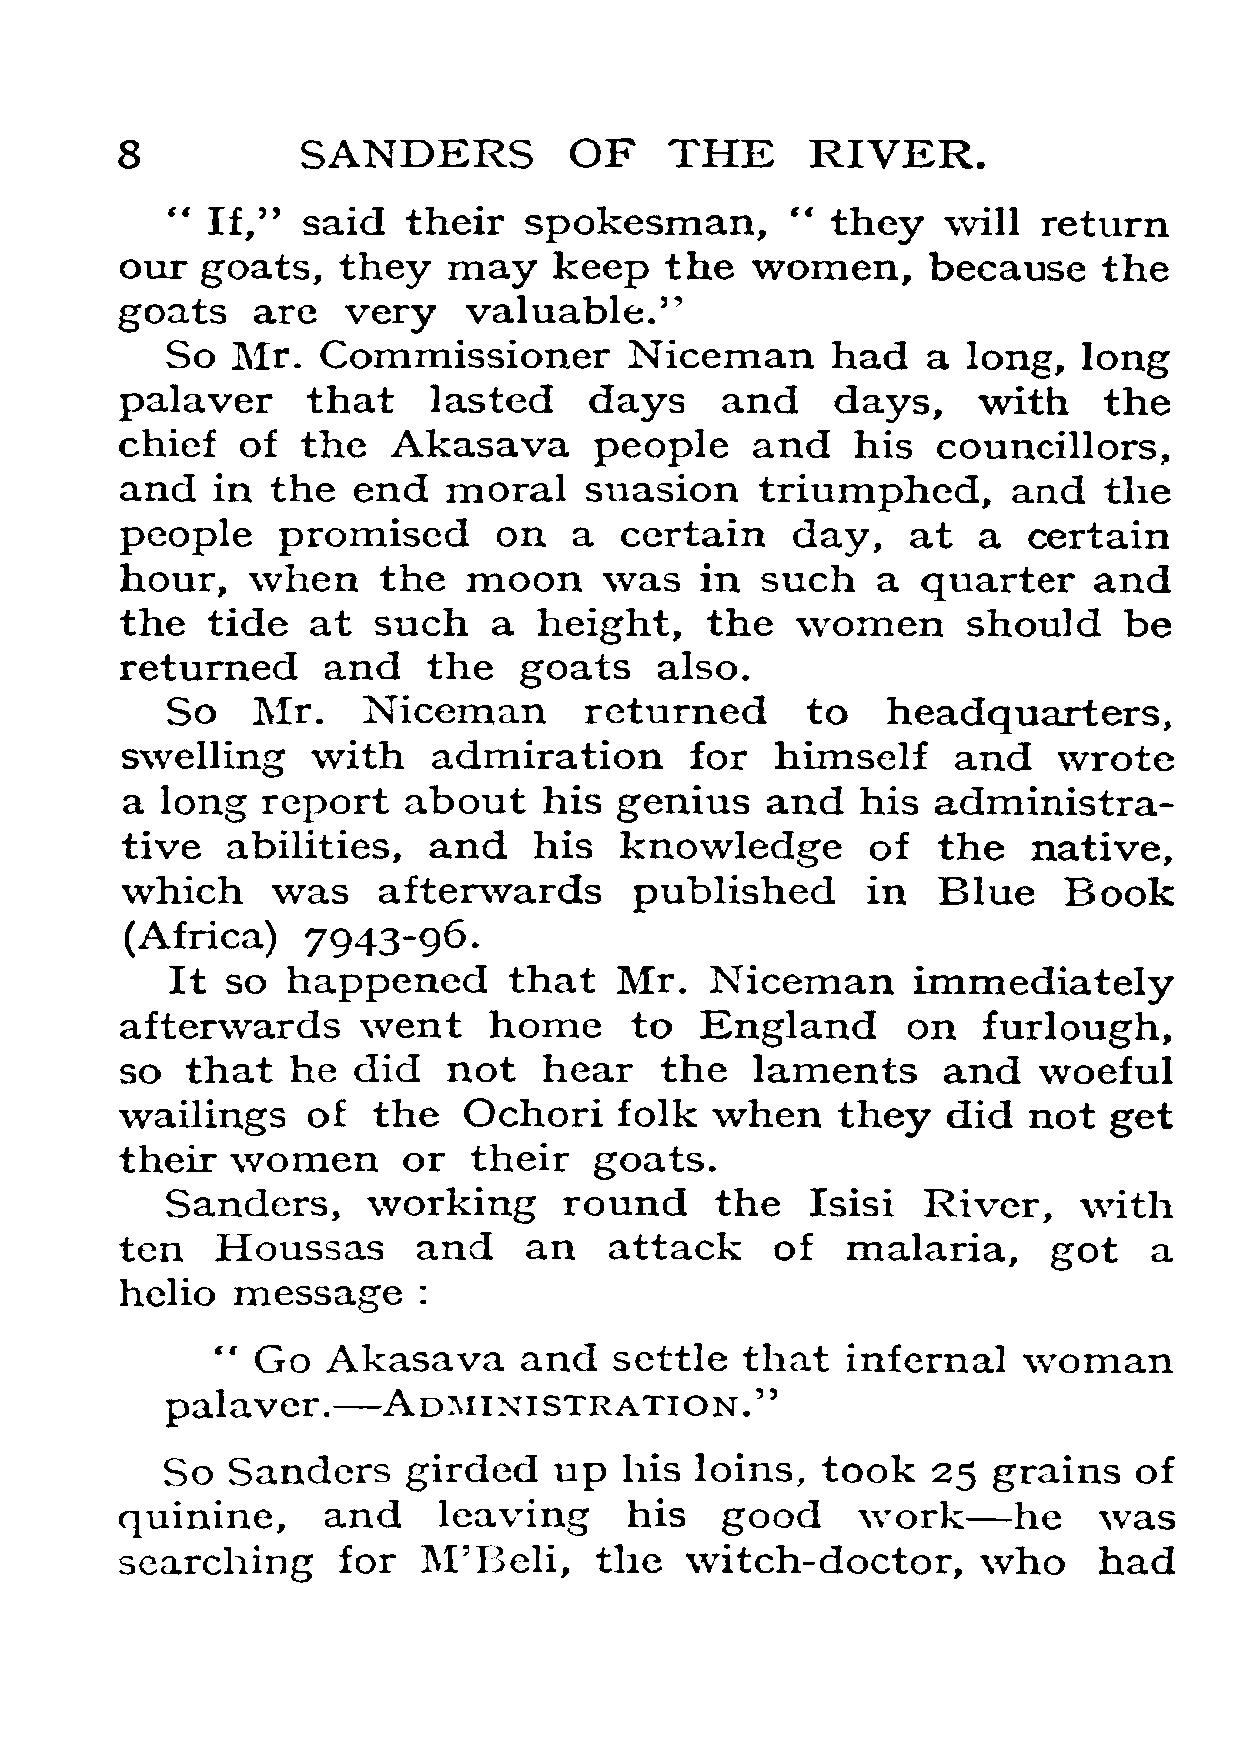 8 SANDERS OF THE RIVER.
“ If,” said their spokesman, “ they will return
our goats, they may keep the women, because the
goats are very valuable.”
So Mr. Commissioner Niceman had a long, long
palaver that lasted days and days, with the
chief of the Akasava people and his councillors,
and in the end moral suasion triumphed, and the
people promised on a certain day, at a certain
hour, when the moon was in such a quarter and
the tide at such a height, the women should be
returned and the goats also.
So Mr. Niceman returned to headquarters,
swelling with admiration for himself and wrote
a long report about his genius and his administra-
tive abilities, and his knowledge of the native,
which was afterwards published in Blue Book
(Africa) 7943-96.
It so happened that Mr. Niceman immediately
afterwards went home to England on furlough,
so that he did not hear the laments and woeful
wailings of the Ochori folk when they did not get
their women or their goats.
Sanders, working round the Isisi River, with
ten Houssas and an attack of malaria, got a
helio message :
“ Go Akasava and settle that infernal woman
palaver.—ADMINISTRATION.”
So Sanders girded up his loins, took 25 grains of
quinine, and leaving his good work—he was
searching for M’Beli, the witch-doctor, who had